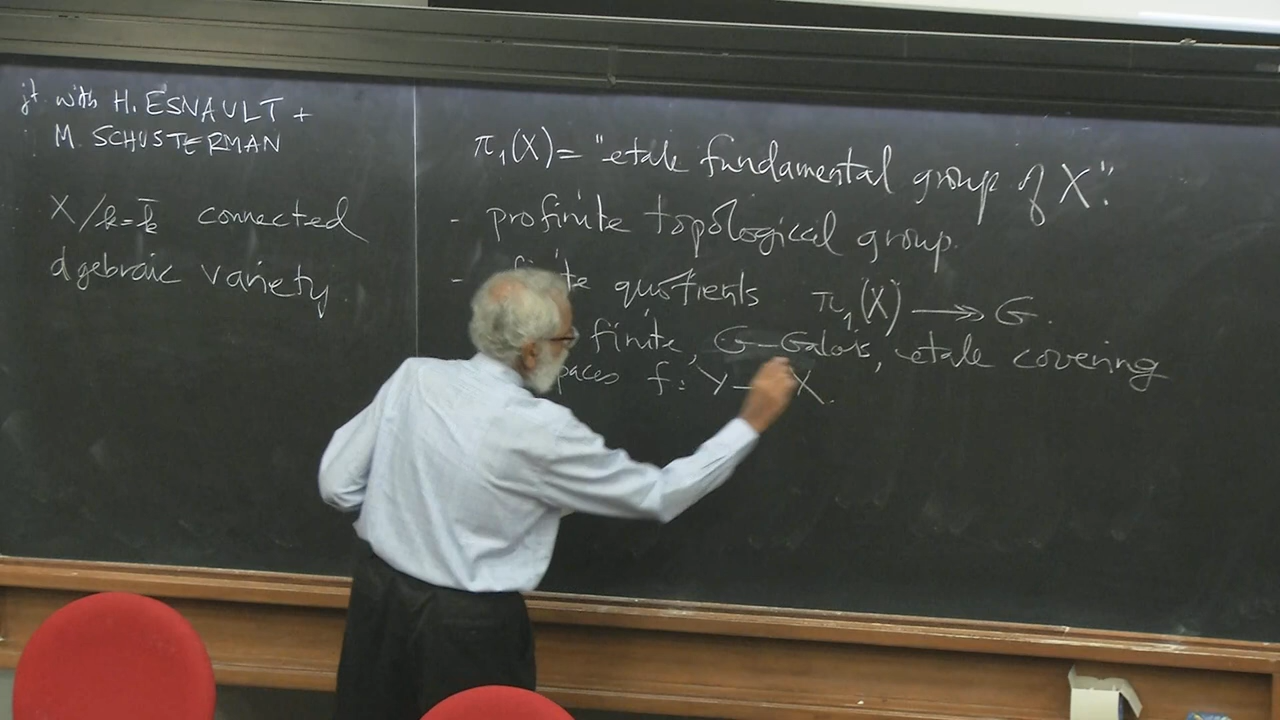 jt with H. ESNAULT +
M. SCHUSTERMAN
X/k=k̄ connected
algebraic variety.
π₁(X) = "etale fundamental group of X":
- profinite topological group.
- quotients π₁(X) ↠ G.
finite, G-Galois, etale covering
f: Y → X.